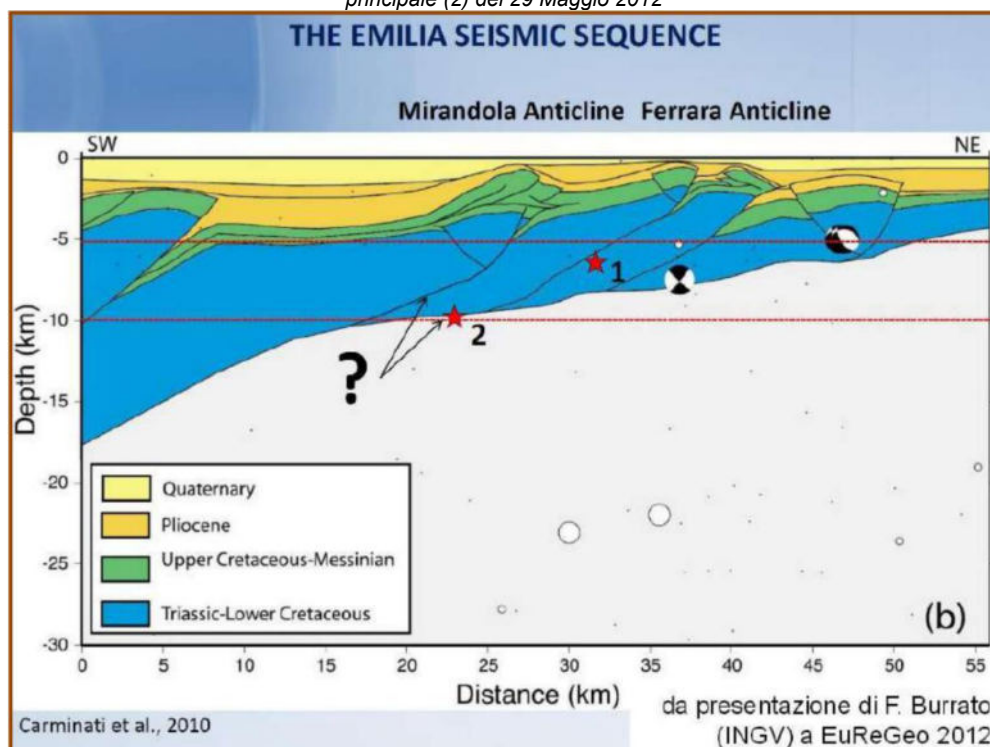 principale (2) del 29 Maggio 2012
THE EMILIA SEISMIC SEQUENCE
Mirandola Anticline Ferrara Anticline
SW
NE
0
-5
-10
-15
-20
-25
-30
Depth (km)
1
2
?
Quaternary
Pliocene
Upper Cretaceous-Messinian
Triassic-Lower Cretaceous
(b)
0 5 10 15 20 25 30 35 40 45 50 55
Distance (km)
Carminati et al., 2010
da presentazione di F. Burrato
(INGV) a EuReGeo 2012